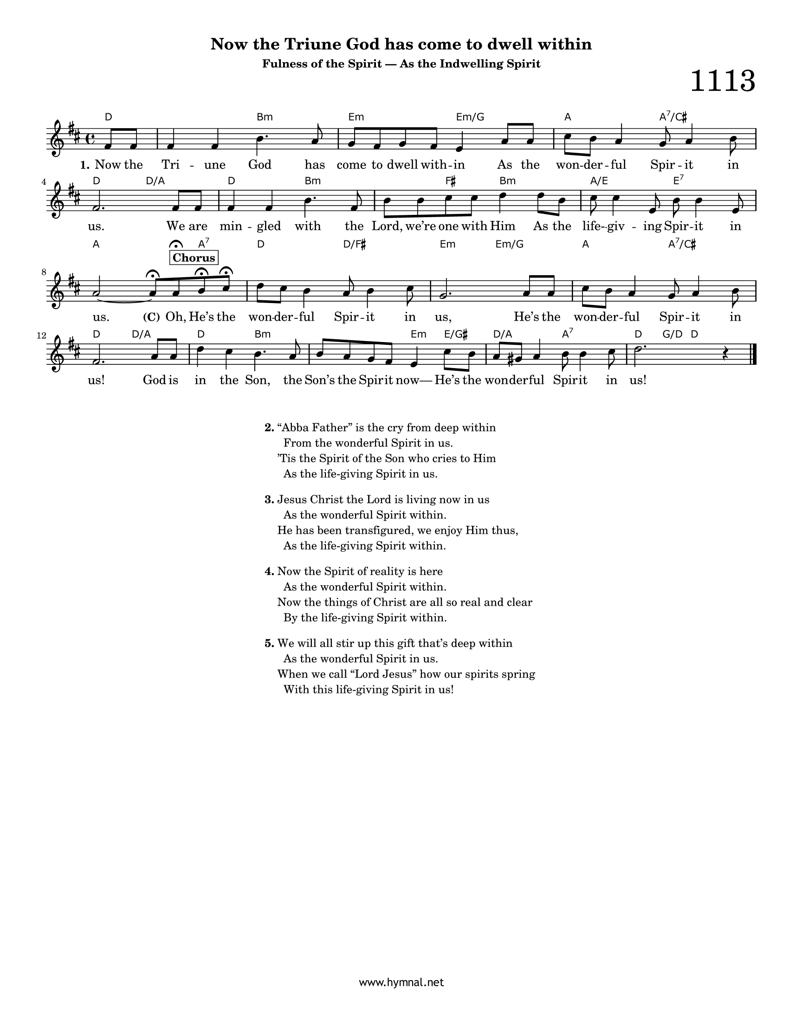 Now the Triune God has come to dwell within
Fulness of the Spirit — As the Indwelling Spirit
1113
D Bm Em Em/G A A7/C♯
1. Now the Tri - une God has come to dwell with-in As the won-der-ful Spir-it in
4 D D/A D Bm F♯ Bm A/E E7
us. We are min - gled with the Lord, we're one with Him As the life-giv - ing Spir-it in
A A7 D D/F♯ Em Em/G A A7/C♯
Chorus
8
us. (C) Oh, He's the won-der-ful Spir-it in us, He's the won-der-ful Spir-it in
12 D D/A D Bm Em E/G♯ D/A A7 D G/D D
us! God is in the Son, the Son's the Spirit now— He's the wonderful Spirit in us!
2. “Abba Father” is the cry from deep within
From the wonderful Spirit in us.
’Tis the Spirit of the Son who cries to Him
As the life-giving Spirit in us.
3. Jesus Christ the Lord is living now in us
As the wonderful Spirit within.
He has been transfigured, we enjoy Him thus,
As the life-giving Spirit within.
4. Now the Spirit of reality is here
As the wonderful Spirit within.
Now the things of Christ are all so real and clear
By the life-giving Spirit within.
5. We will all stir up this gift that’s deep within
As the wonderful Spirit in us.
When we call “Lord Jesus” how our spirits spring
With this life-giving Spirit in us!
www.hymnal.net